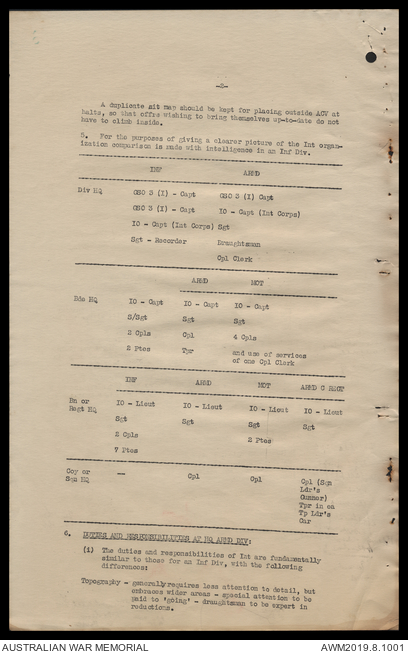 -2-
A duplicate sit map should be kept for placing outside ACV at
halts, so that offrs wishing to bring themselves up-to-date do not
have to climb inside.
5. For the purposes of giving a clearer picture of the Int organ-
ization comparison is made with intelligence in an Inf Div.
INF ARMD
Div HQ GSO 3 (I) - Capt GSO 3 (I) Capt
GSO 3 (I) - Capt IO - Capt (Int Corps)
IO - Capt (Int Corps) Sgt
Sgt - Recorder Draughtsman
Cpl Clerk
ARMD MOT
Bde HQ IO - Capt IO - Capt IO - Capt
S/Sgt Sgt Sgt
2 Cpls Cpl 4 Cpls
2 Ptes Tpr and use of services
of one Cpl Clerk
INF ARMD MOT ARMD C REGT
Bn or IO - Lieut IO - Lieut IO - Lieut IO - Lieut
Regt HQ
Sgt Sgt Sgt Sgt
2 Cpls 2 Ptes
7 Ptes
Coy or -- Cpl Cpl Cpl (Sqn
Sqn HQ Ldr's
Gunner)
Tpr in ea
Tp Ldr's
Car
6. DUTIES AND RESPONSIBILITIES AT HQ ARMD DIV:
(i) The duties and responsibilities of Int are fundamentally
similar to those for an Inf Div, with the following
differences:
Topography - generally requires less attention to detail, but
embraces wider areas - special attention to be
paid to 'going' - draughtsman to be expert in
reductions.
AUSTRALIAN WAR MEMORIAL AWM2019.8.1001